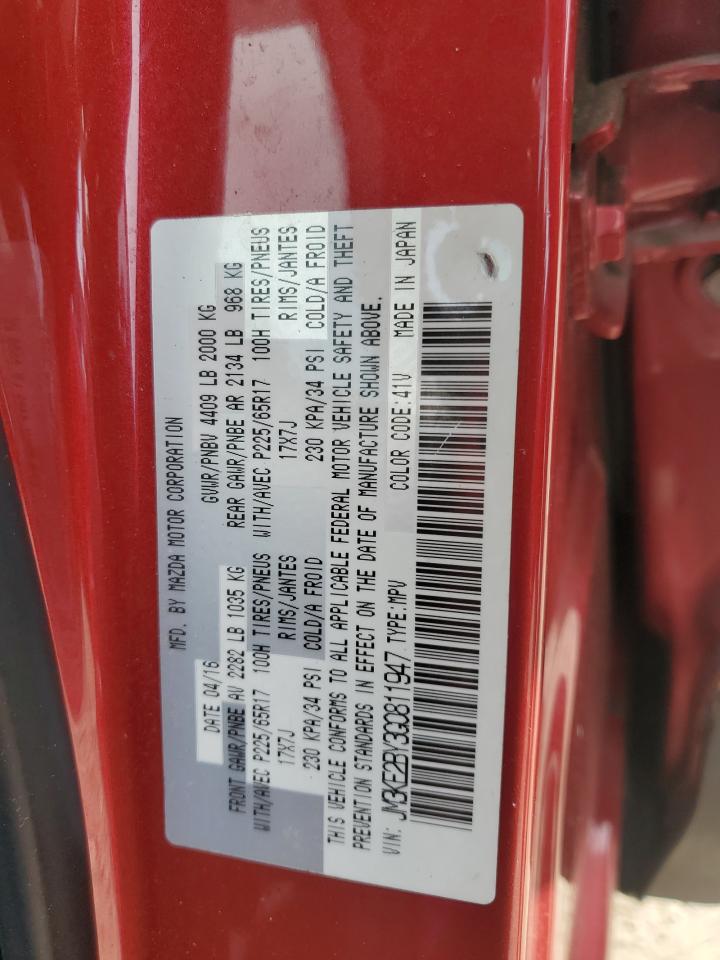 MFD. BY MAZDA MOTOR CORPORATION
DATE 04/16 GVWR/PNBV 4409 LB 2000 KG
FRONT GAWR/PNBE AV 2282 LB 1035 KG REAR GAWR/PNBE AR 2134 LB 968 KG
WITH/AVEC P225/65R17 100H TIRES/PNEUS WITH/AVEC P225/65R17 100H TIRES/PNEUS
17X7J RIMS/JANTES 17X7J RIMS/JANTES
230 KPA/34 PSI COLD/A FROID 230 KPA/34 PSI COLD/A FROID
THIS VEHICLE CONFORMS TO ALL APPLICABLE FEDERAL MOTOR VEHICLE SAFETY AND THEFT
PREVENTION STANDARDS IN EFFECT ON THE DATE OF MANUFACTURE SHOWN ABOVE.
VIN: JM3KE2BY3G0811947 TYPE:MPV COLOR CODE:41V MADE IN JAPAN